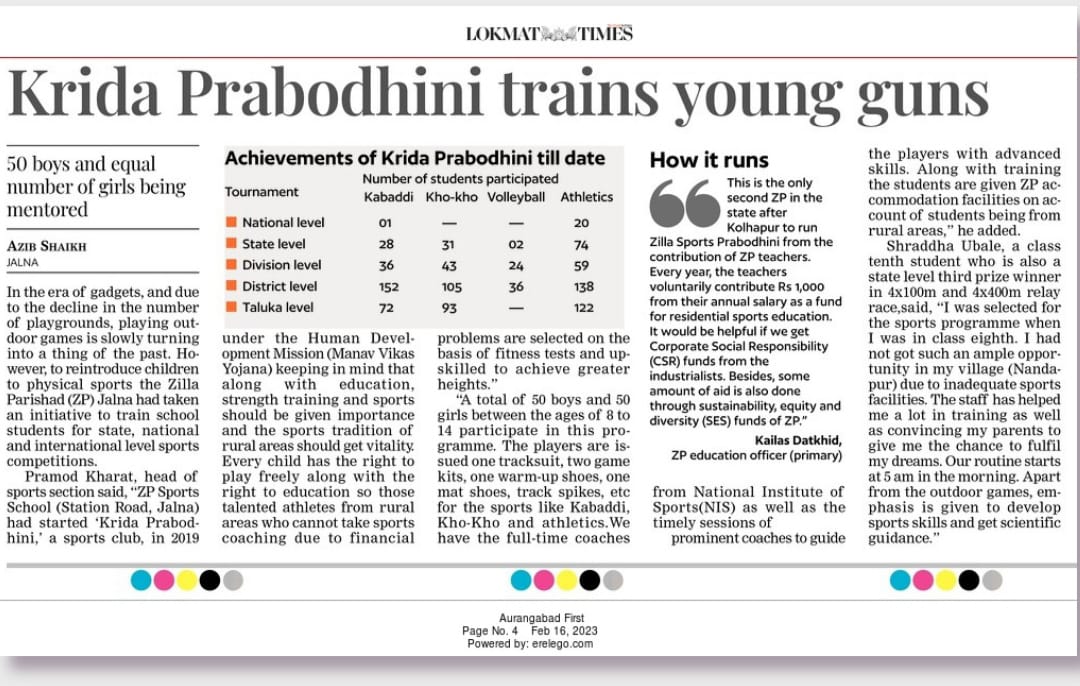 LOKMAT TIMES
Krida Prabodhini trains young guns
50 boys and equal
number of girls being
mentored
AZIB SHAIKH
JALNA
In the era of gadgets, and due
to the decline in the number
of playgrounds, playing out-
door games is slowly turning
into a thing of the past. Ho-
wever, to reintroduce children
to physical sports the Zilla
Parishad (ZP) Jalna had taken
an initiative to train school
students for state, national
and international level sports
competitions.
Pramod Kharat, head of
sports section said, “ZP Sports
School (Station Road, Jalna)
had started ‘Krida Prabod-
hini,’ a sports club, in 2019
Achievements of Krida Prabodhini till date
Number of students participated
Tournament Kabaddi Kho-kho Volleyball Athletics
National level 01 — — 20
State level 28 31 02 74
Division level 36 43 24 59
District level 152 105 36 138
Taluka level 72 93 — 122
under the Human Devel-
opment Mission (Manav Vikas
Yojana) keeping in mind that
along with education,
strength training and sports
should be given importance
and the sports tradition of
rural areas should get vitality.
Every child has the right to
play freely along with the
right to education so those
talented athletes from rural
areas who cannot take sports
coaching due to financial
problems are selected on the
basis of fitness tests and up-
skilled to achieve greater
heights.”
“A total of 50 boys and 50
girls between the ages of 8 to
14 participate in this pro-
gramme. The players are is-
sued one tracksuit, two game
kits, one warm-up shoes, one
mat shoes, track spikes, etc
for the sports like Kabaddi,
Kho-Kho and athletics.We
have the full-time coaches
How it runs
This is the only
second ZP in the
state after
Kolhapur to run
Zilla Sports Prabodhini from the
contribution of ZP teachers.
Every year, the teachers
voluntarily contribute Rs 1,000
from their annual salary as a fund
for residential sports education.
It would be helpful if we get
Corporate Social Responsibility
(CSR) funds from the
industrialists. Besides, some
amount of aid is also done
through sustainability, equity and
diversity (SES) funds of ZP.”
Kailas Datkhid,
ZP education officer (primary)
from National Institute of
Sports(NIS) as well as the
timely sessions of
prominent coaches to guide
the players with advanced
skills. Along with training
the students are given ZP ac-
commodation facilities on ac-
count of students being from
rural areas,” he added.
Shraddha Ubale, a class
tenth student who is also a
state level third prize winner
in 4x100m and 4x400m relay
race,said, “I was selected for
the sports programme when
I was in class eighth. I had
not got such an ample oppor-
tunity in my village (Nanda-
pur) due to inadequate sports
facilities. The staff has helped
me a lot in training as well
as convincing my parents to
give me the chance to fulfil
my dreams. Our routine starts
at 5 am in the morning. Apart
from the outdoor games, em-
phasis is given to develop
sports skills and get scientific
guidance.”
Aurangabad First
Page No. 4 Feb 16, 2023
Powered by: erelego.com